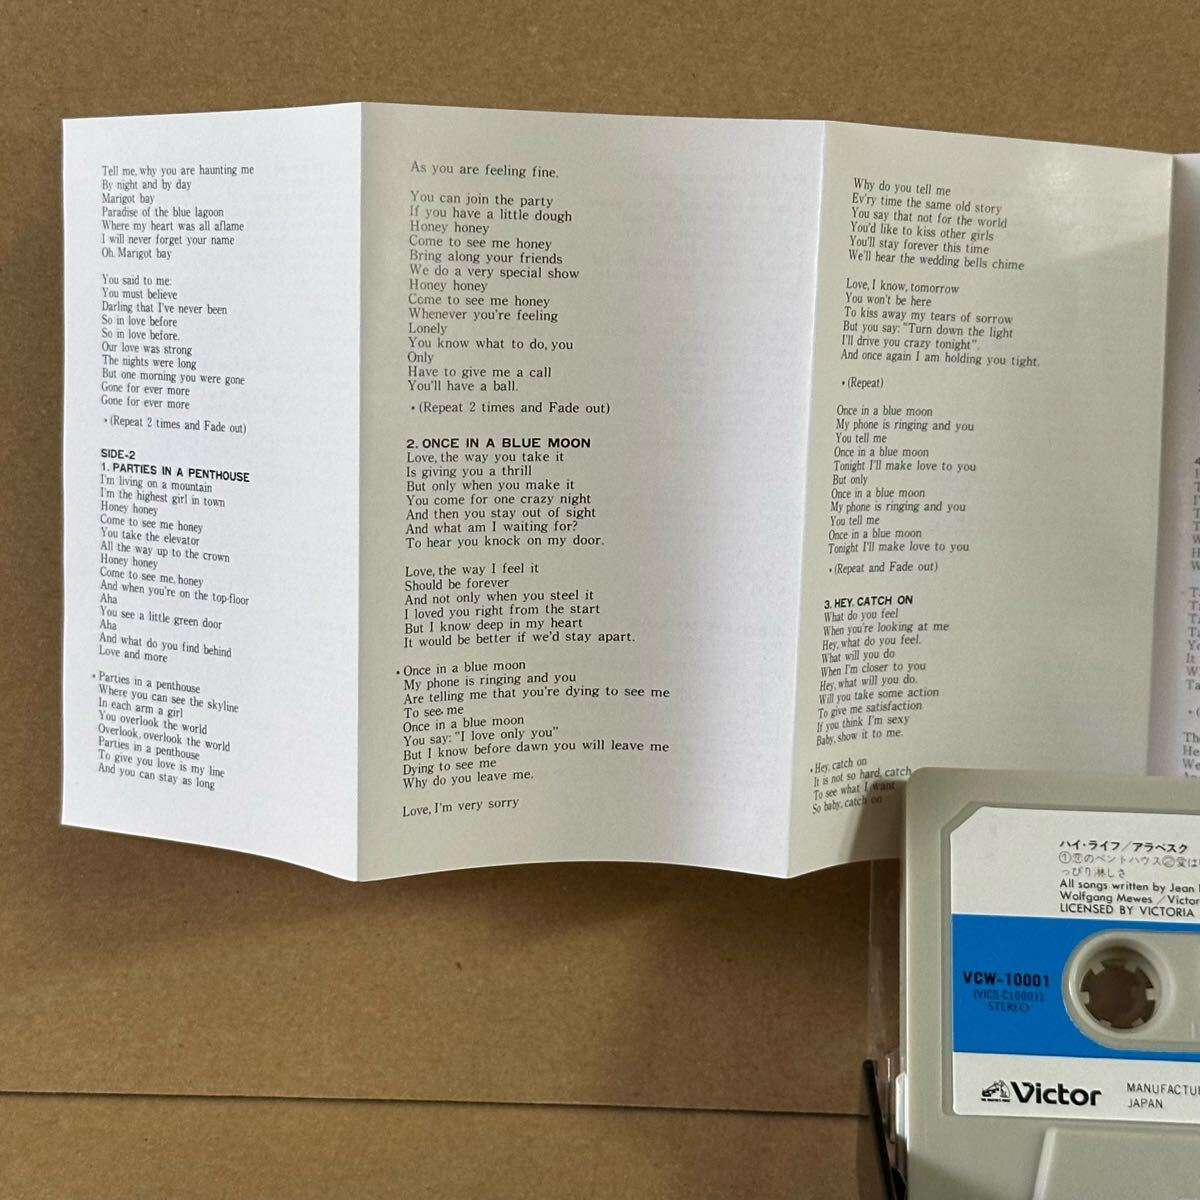 Tell me, why you are haunting me
By night and by day
Marigot bay
Paradise of the blue lagoon
Where my heart was all aflame
I will never forget your name
Oh. Marigot bay
You said to me:
You must believe
Darling that I've never been
So in love before
So in love before.
Our love was strong
The nights were long
But one morning you were gone
Gone for ever more
Gone for ever more
*(Repeat 2 times and Fade out)
SIDE-2
1. PARTIES IN A PENTHOUSE
I'm living on a mountain
I'm the highest girl in town
Honey honey
Come to see me honey
You take the elevator
All the way up to the crown
Honey honey
Come to see me, honey
And when you're on the top-floor
Aha
You see a little green door
Aha
And what do you find behind
Love and more
*Parties in a penthouse
Where you can see the skyline
In each arm a girl
You overlook the world
Overlook, overlook the world
Parties in a penthouse
To give you love is my line
And you can stay as long
As you are feeling fine.
You can join the party
If you have a little dough
Honey honey
Come to see me honey
Bring along your friends
We do a very special show
Honey honey
Come to see me honey
Whenever you're feeling
Lonely
You know what to do, you
Only
Have to give me a call
You'll have a ball.
*(Repeat 2 times and Fade out)
2. ONCE IN A BLUE MOON
Love, the way you take it
Is giving you a thrill
But only when you make it
You come for one crazy night
And then you stay out of sight
And what am I waiting for?
To hear you knock on my door.
Love, the way I feel it
Should be forever
And not only when you steel it
I loved you right from the start
But I know deep in my heart
It would be better if we'd stay apart.
*Once in a blue moon
My phone is ringing and you
Are telling me that you're dying to see me
To see me
Once in a blue moon
You say: "I love only you"
But I know before dawn you will leave me
Dying to see me
Why do you leave me.
Love, I'm very sorry
Why do you tell me
Ev'ry time the same old story
You say that not for the world
You'd like to kiss other girls
You'll stay forever this time
We'll hear the wedding bells chime
Love, I know, tomorrow
You won't be here
To kiss away my tears of sorrow
But you say: "Turn down the light
I'll drive you crazy tonight".
And once again I am holding you tight.
*(Repeat)
Once in a blue moon
My phone is ringing and you
You tell me
Once in a blue moon
Tonight I'll make love to you
But only
Once in a blue moon
My phone is ringing and you
You tell me
Once in a blue moon
Tonight I'll make love to you
*(Repeat and Fade out)
3. HEY, CATCH ON
What do you feel
When you're looking at me
Hey, what do you feel.
What will you do
When I'm closer to you
Hey, what will you do.
Will you take some action
To give me satisfaction
If you think I'm sexy
Baby, show it to me.
*Hey, catch on
It is not so hard, catch
To see what I want
So baby, catch on
ハイ・ライフ/アラベスク
①恋のペントハウス②愛は
っぴり淋しさ
All songs written by Jean
Wolfgang Mewes/Victor
LICENSED BY VICTORIA
VCW-10001
(VICS-C10001)
STEREO
Victor
MANUFACTU
JAPAN